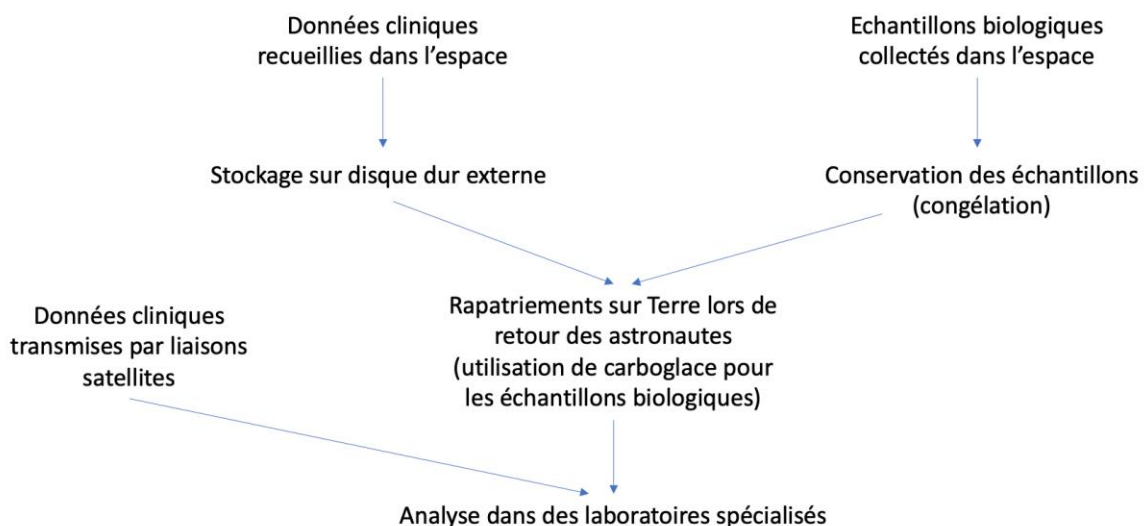 Données cliniques
recueillies dans l'espace
Echantillons biologiques
collectés dans l'espace
Stockage sur disque dur externe
Conservation des échantillons
(congélation)
Données cliniques
transmises par liaisons
satellites
Rapatriements sur Terre lors de
retour des astronautes
(utilisation de carboglace pour
les échantillons biologiques)
Analyse dans des laboratoires spécialisés